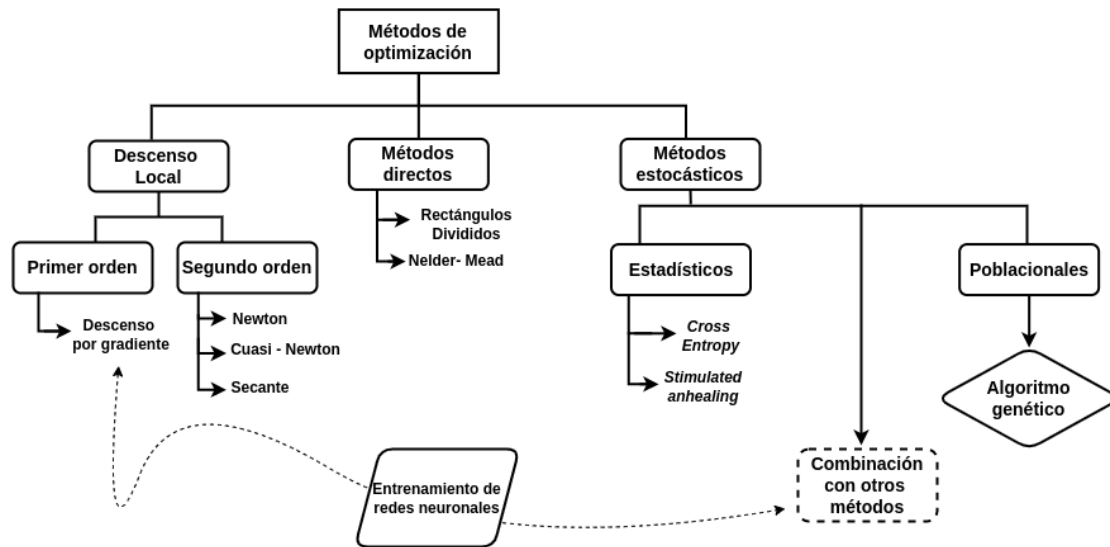 Métodos de
optimización
Descenso
Local
Métodos
directos
Métodos
estocásticos
Rectángulos
Divididos
Nelder- Mead
Primer orden
Segundo orden
Estadísticos
Poblacionales
Descenso
por gradiente
Newton
Cuasi - Newton
Secante
Cross
Entropy
Stimulated
anhealing
Algoritmo
genético
Entrenamiento de
redes neuronales
Combinación
con otros
métodos